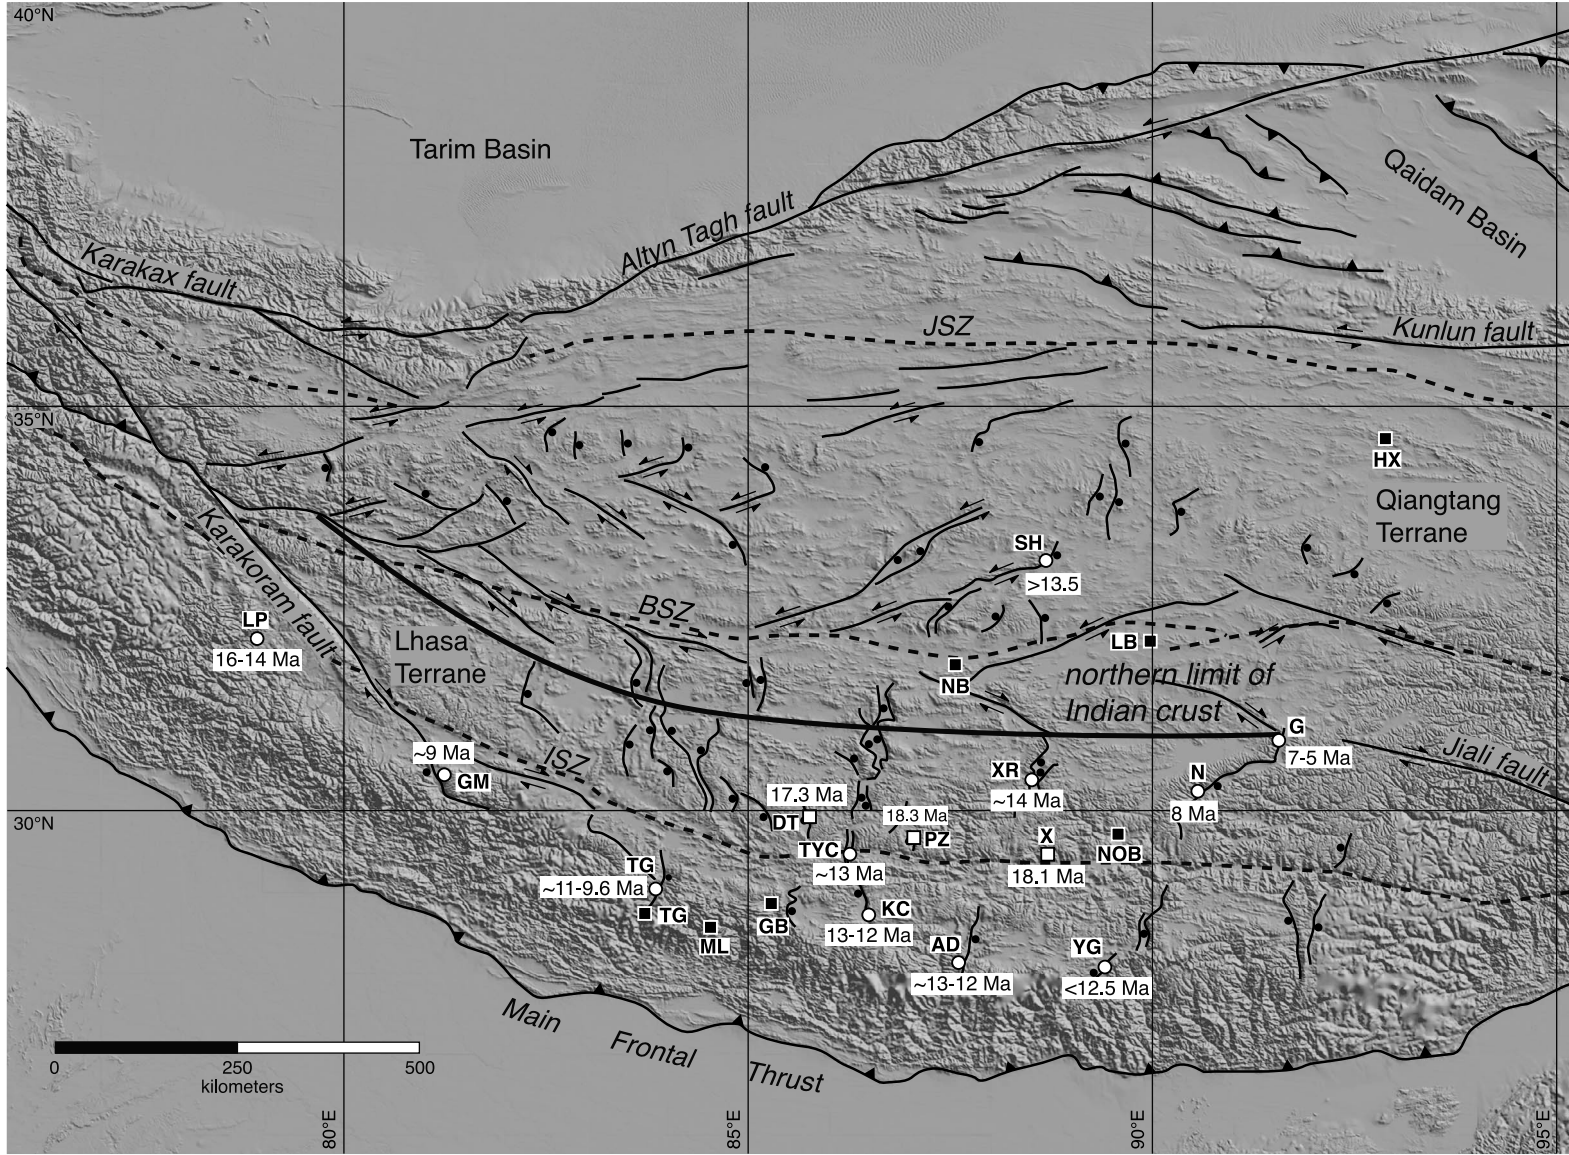 40°N
Tarim Basin
Qaidam Basin
Altyn Tagh fault
Karakax fault
JSZ
Kunlun fault
35°N
HX
Qiangtang
Terrane
Karakoram fault
SH
>13.5
BSZ
LP
16-14 Ma
Lhasa
Terrane
LB
NB
northern limit of
Indian crust
G
7-5 Ma
Jiali fault
ISZ
~9 Ma
GM
XR
~14 Ma
N
8 Ma
17.3 Ma
DT
18.3 Ma
PZ
30°N
TYC
~13 Ma
X
18.1 Ma
NOB
TG
~11-9.6 Ma
TG
ML
GB
KC
13-12 Ma
AD
~13-12 Ma
YG
<12.5 Ma
Main Frontal Thrust
0 250 500
kilometers
80°E
85°E
90°E
95°E